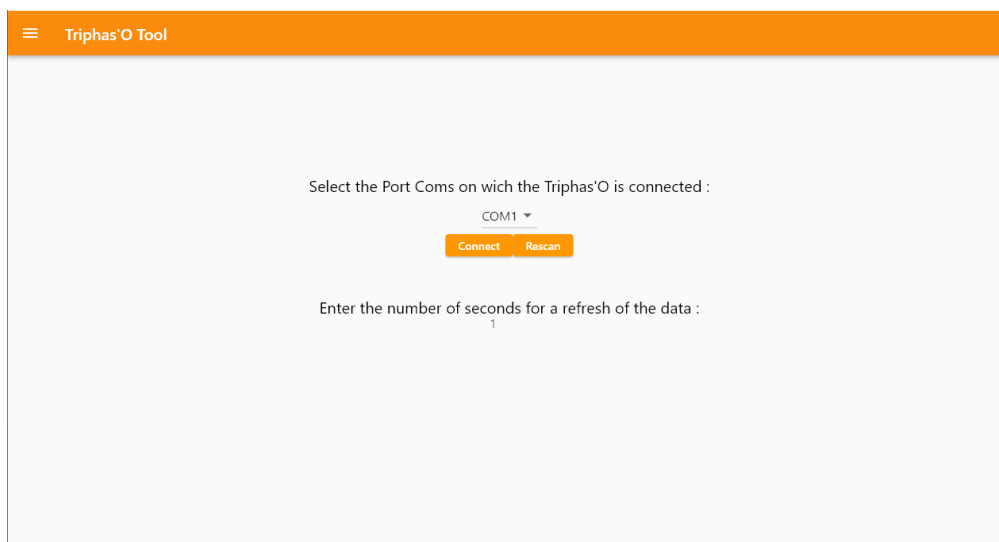 Triphas'O Tool
Select the Port Coms on wich the Triphas'O is connected :
COM1
Connect Rescan
Enter the number of seconds for a refresh of the data :
1